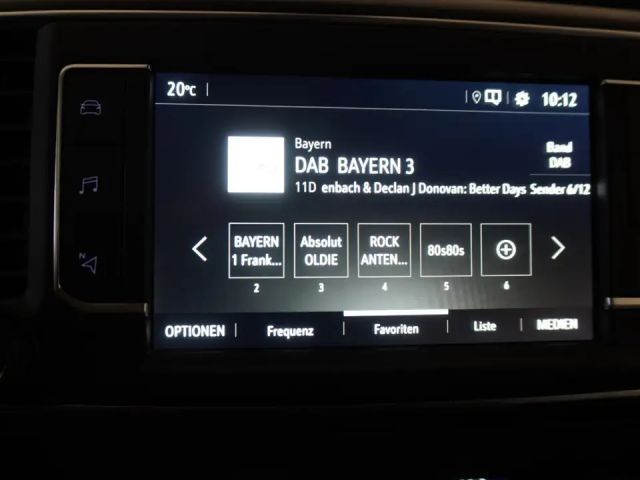 20°C
10:12
Bayern
DAB BAYERN 3
Band
DAB
11D enbach & Declan J Donovan: Better Days Sender 6/12
BAYERN
1 Frank...
Absolut
OLDIE
ROCK
ANTEN...
80s80s
2
3
4
5
6
OPTIONEN
Frequenz
Favoriten
Liste
MEDIEN
N